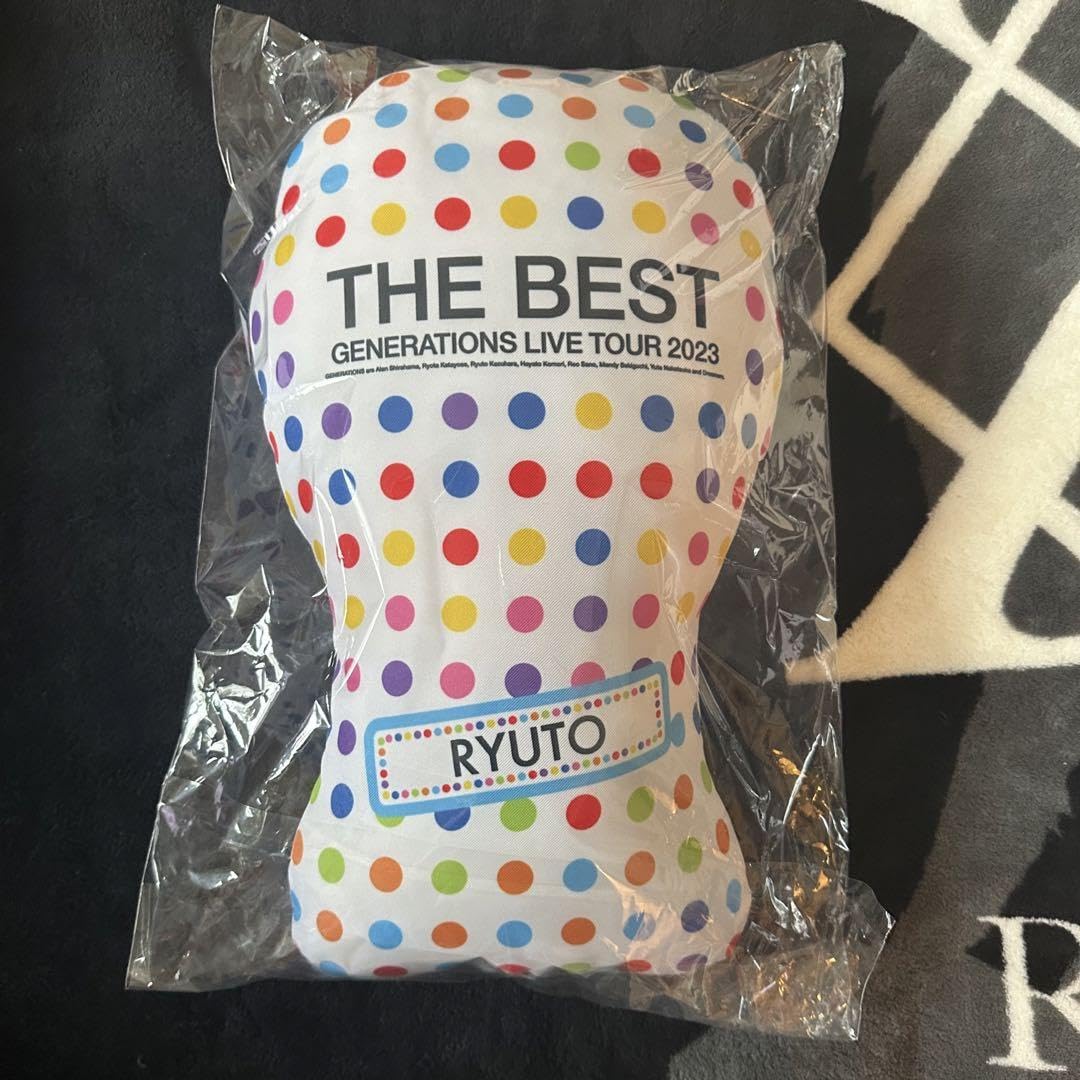 THE BEST
GENERATIONS LIVE TOUR 2023
GENERATIONS are Alan Shirahama, Ryota Katayose, Ryuto Kazuhara, Hayato Komori, Reo Sano, Mandy Sekiguchi, Yuta Nakatsuka and Dreamers.
RYUTO
R